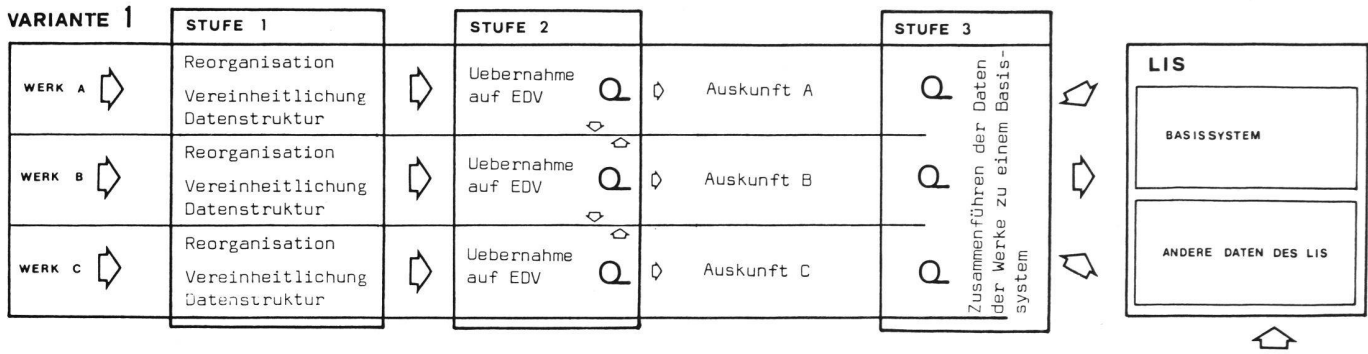 VARIANTE 1
STUFE 1
STUFE 2
STUFE 3
WERK A
Reorganisation
Vereinheitlichung
Datenstruktur
Uebernahme
auf EDV
Auskunft A
WERK B
Reorganisation
Vereinheitlichung
Datenstruktur
Uebernahme
auf EDV
Auskunft B
WERK C
Reorganisation
Vereinheitlichung
Datenstruktur
Uebernahme
auf EDV
Auskunft C
Zusammenführen der Daten
der Werke zu einem Basis-
system
LIS
BASISSYSTEM
ANDERE DATEN DES LIS